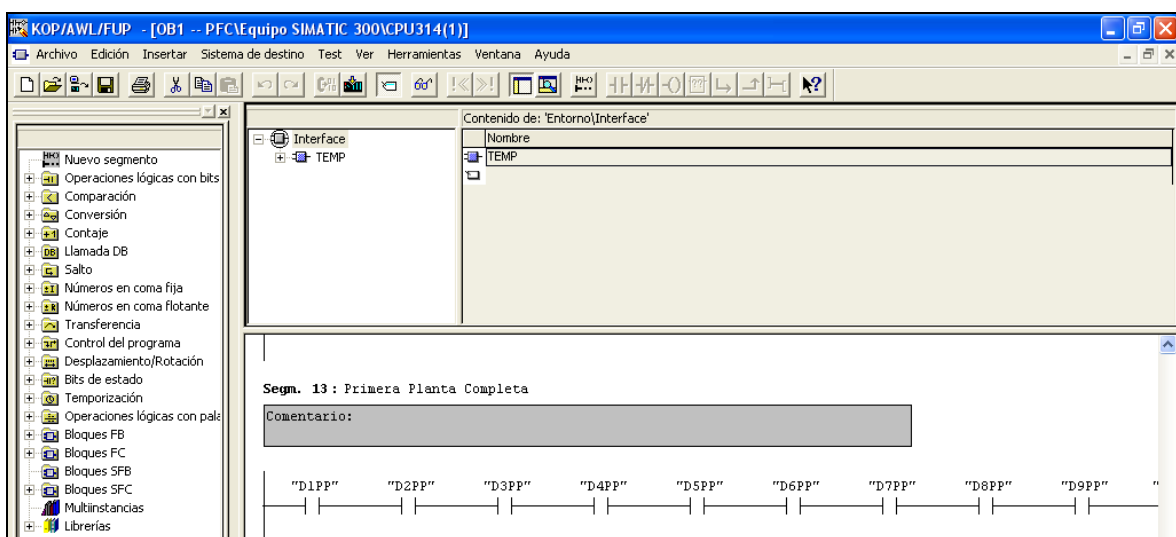 KOP/AWL/FUP - [OB1 -- PFC\Equipo SIMATIC 300\CPU314(1)]
Archivo Edición Insertar Sistema de destino Test Ver Herramientas Ventana Ayuda
Contenido de: 'Entorno\Interface'
Interface
TEMP
Nombre
TEMP
Nuevo segmento
Operaciones lógicas con bits
Comparación
Conversión
Contaje
Llamada DB
Salto
Números en coma fija
Números en coma flotante
Transferencia
Control del programa
Desplazamiento/Rotación
Bits de estado
Temporización
Operaciones lógicas con pala
Bloques FB
Bloques FC
Bloques SFB
Bloques SFC
Multiinstancias
Librerías
Segm. 13 : Primera Planta Completa
Comentario:
"D1PP" "D2PP" "D3PP" "D4PP" "D5PP" "D6PP" "D7PP" "D8PP" "D9PP" "